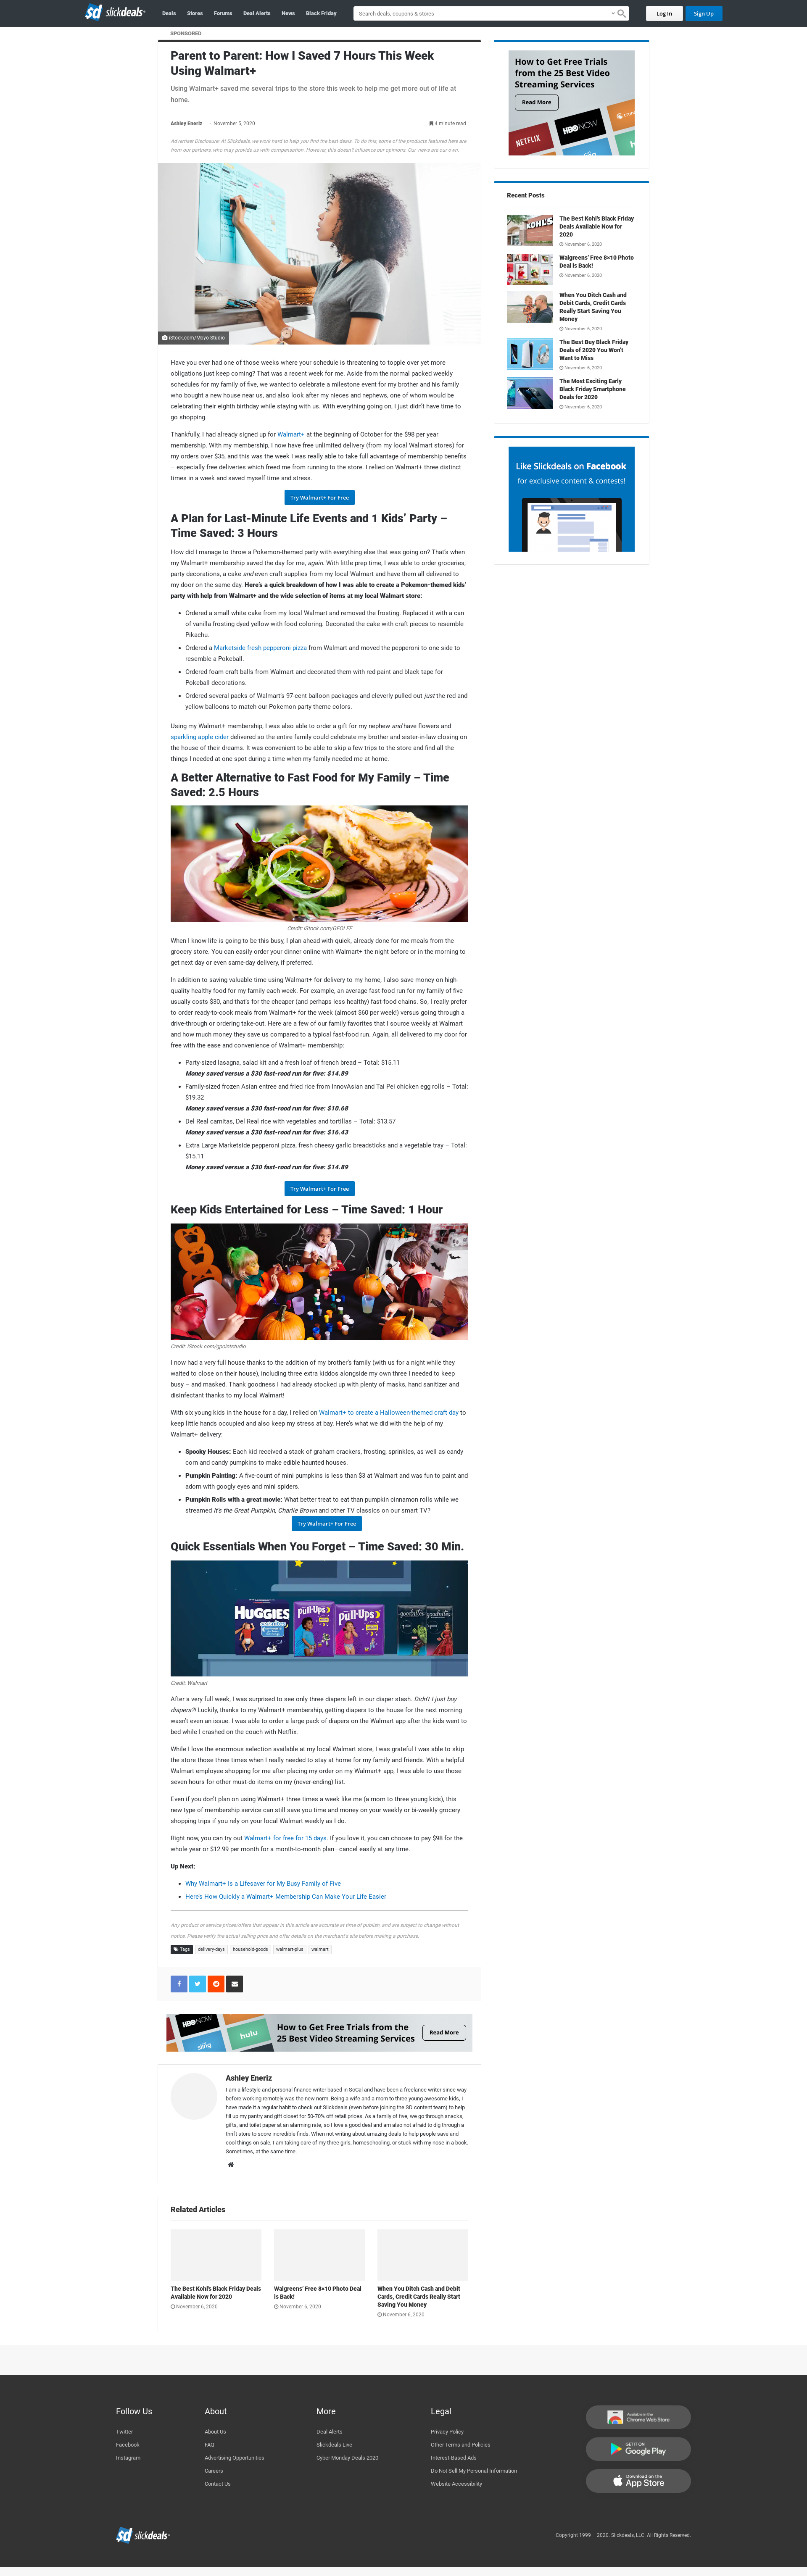 slickdeals
Deals
Stores
Forums
Deal Alerts
News
Black Friday
Search deals, coupons & stores
Log In
Sign Up
SPONSORED
Parent to Parent: How I Saved 7 Hours This Week
Using Walmart+
Using Walmart+ saved me several trips to the store this week to help me get more out of life at
home.
Ashley Eneriz - November 5, 2020
4 minute read
Advertiser Disclosure: At Slickdeals, we work hard to help you find the best deals. To do this, some of the products featured here are
from our partners who may provide us with compensation. However, this doesn't influence our opinions. Our views are our own.
iStock.com/Moyo Studio
Have you ever had one of those weeks where your schedule is threatening to topple over yet more
obligations just keep coming? That was a recent week for me. Aside from the normal packed weekly
schedules for my family of five, we wanted to celebrate a milestone event for my brother and his family
who bought a new house near us, and also look after my nieces and nephews, one of whom would be
celebrating their eighth birthday while staying with us. With everything going on, I just didn't have time to
go shopping.
Thankfully, I had already signed up for Walmart+ at the beginning of October for the $98 per year
membership. With my membership, I now have free unlimited delivery (from my local Walmart stores) for
my orders over $35, and this was the week I was really able to take full advantage of membership benefits
– especially free deliveries which freed me from running to the store. I relied on Walmart+ three distinct
times in a week and saved myself time and stress.
Try Walmart+ For Free
A Plan for Last-Minute Life Events and 1 Kids' Party –
Time Saved: 3 Hours
How did I manage to throw a Pokemon-themed party with everything else that was going on? That's when
my Walmart+ membership saved the day for me, again. With little prep time, I was able to order groceries,
party decorations, a cake and even craft supplies from my local Walmart and have them all delivered to
my door on the same day. Here's a quick breakdown of how I was able to create a Pokemon-themed kids'
party with help from Walmart+ and the wide selection of items at my local Walmart store:
• Ordered a small white cake from my local Walmart and removed the frosting. Replaced it with a can
of vanilla frosting dyed yellow with food coloring. Decorated the cake with craft pieces to resemble
Pikachu.
• Ordered a Marketside fresh pepperoni pizza from Walmart and moved the pepperoni to one side to
resemble a Pokeball.
• Ordered foam craft balls from Walmart and decorated them with red paint and black tape for
Pokeball decorations.
• Ordered several packs of Walmart's 97-cent balloon packages and cleverly pulled out just the red and
yellow balloons to match our Pokemon party theme colors.
Using my Walmart+ membership, I was also able to order a gift for my nephew and have flowers and
sparkling apple cider delivered so the entire family could celebrate my brother and sister-in-law closing on
the house of their dreams. It was convenient to be able to skip a few trips to the store and find all the
things I needed at one spot during a time when my family needed me at home.
A Better Alternative to Fast Food for My Family – Time
Saved: 2.5 Hours
Credit: iStock.com/GEOLEE
When I know life is going to be this busy, I plan ahead with quick, already done for me meals from the
grocery store. You can easily order your dinner online with Walmart+ the night before or in the morning to
get next day or even same-day delivery, if preferred.
In addition to saving valuable time using Walmart+ for delivery to my home, I also save money on high-
quality healthy food for my family each week. For example, an average fast-food run for my family of five
usually costs $30, and that's for the cheaper (and perhaps less healthy) fast-food chains. So, I really prefer
to order ready-to-cook meals from Walmart+ for the week (almost $60 per week!) versus going through a
drive-through or ordering take-out. Here are a few of our family favorites that I source weekly at Walmart
and how much money they save us compared to a typical fast-food run. Again, all delivered to my door for
free with the ease and convenience of Walmart+ membership:
• Party-sized lasagna, salad kit and a fresh loaf of french bread – Total: $15.11
Money saved versus a $30 fast-rood run for five: $14.89
• Family-sized frozen Asian entree and fried rice from InnovAsian and Tai Pei chicken egg rolls – Total:
$19.32
Money saved versus a $30 fast-rood run for five: $10.68
• Del Real carnitas, Del Real rice with vegetables and tortillas – Total: $13.57
Money saved versus a $30 fast-rood run for five: $16.43
• Extra Large Marketside pepperoni pizza, fresh cheesy garlic breadsticks and a vegetable tray – Total:
$15.11
Money saved versus a $30 fast-rood run for five: $14.89
Try Walmart+ For Free
Keep Kids Entertained for Less – Time Saved: 1 Hour
Credit: iStock.com/gpointstudio
I now had a very full house thanks to the addition of my brother's family (with us for a night while they
waited to close on their house), including three extra kiddos alongside my own three I needed to keep
busy – and masked. Thank goodness I had already stocked up with plenty of masks, hand sanitizer and
disinfectant thanks to my local Walmart!
With six young kids in the house for a day, I relied on Walmart+ to create a Halloween-themed craft day to
keep little hands occupied and also keep my stress at bay. Here's what we did with the help of my
Walmart+ delivery:
• Spooky Houses: Each kid received a stack of graham crackers, frosting, sprinkles, as well as candy
corn and candy pumpkins to make edible haunted houses.
• Pumpkin Painting: A five-count of mini pumpkins is less than $3 at Walmart and was fun to paint and
adorn with googly eyes and mini spiders.
• Pumpkin Rolls with a great movie: What better treat to eat than pumpkin cinnamon rolls while we
streamed It's the Great Pumpkin, Charlie Brown and other TV classics on our smart TV?
Try Walmart+ For Free
Quick Essentials When You Forget – Time Saved: 30 Min.
HUGGIES
PULL-UPS
PULL-UPS
goodnites
goodnites
Credit: Walmart
After a very full week, I was surprised to see only three diapers left in our diaper stash. Didn't I just buy
diapers?! Luckily, thanks to my Walmart+ membership, getting diapers to the house for the next morning
wasn't even an issue. I was able to order a large pack of diapers on the Walmart app after the kids went to
bed while I crashed on the couch with Netflix.
While I love the enormous selection available at my local Walmart store, I was grateful I was able to skip
the store those three times when I really needed to stay at home for my family and friends. With a helpful
Walmart employee shopping for me after placing my order on my Walmart+ app, I was able to use those
seven hours for other must-do items on my (never-ending) list.
Even if you don't plan on using Walmart+ three times a week like me (a mom to three young kids), this
new type of membership service can still save you time and money on your weekly or bi-weekly grocery
shopping trips if you rely on your local Walmart weekly as I do.
Right now, you can try out Walmart+ for free for 15 days. If you love it, you can choose to pay $98 for the
whole year or $12.99 per month for a month-to-month plan—cancel easily at any time.
Up Next:
• Why Walmart+ Is a Lifesaver for My Busy Family of Five
• Here's How Quickly a Walmart+ Membership Can Make Your Life Easier
Any product or service prices/offers that appear in this article are accurate at time of publish, and are subject to change without
notice. Please verify the actual selling price and offer details on the merchant's site before making a purchase.
Tags
delivery-days
household-goods
walmart-plus
walmart
HBO NOW
sling
hulu
How to Get Free Trials from the
25 Best Video Streaming Services
Read More
Ashley Eneriz
I am a lifestyle and personal finance writer based in SoCal and have been a freelance writer since way
before working remotely was the new norm. Being a wife and a mom to three young awesome kids, I
have made it a regular habit to check out Slickdeals (even before joining the SD content team) to help
fill up my pantry and gift closet for 50-70% off retail prices. As a family of five, we go through snacks,
gifts, and toilet paper at an alarming rate, so I love a good deal and am also not afraid to dig through a
thrift store to score incredible finds. When not writing about amazing deals to help people save and
cool things on sale, I am taking care of my three girls, homeschooling, or stuck with my nose in a book.
Sometimes, at the same time.
Related Articles
The Best Kohl's Black Friday Deals
Available Now for 2020
November 6, 2020
Walgreens' Free 8×10 Photo Deal
is Back!
November 6, 2020
When You Ditch Cash and Debit
Cards, Credit Cards Really Start
Saving You Money
November 6, 2020
How to Get Free Trials
from the 25 Best Video
Streaming Services
Read More
NETFLIX
HBO NOW
Recent Posts
KOHL'S
The Best Kohl's Black Friday
Deals Available Now for
2020
November 6, 2020
Walgreens' Free 8×10 Photo
Deal is Back!
November 6, 2020
When You Ditch Cash and
Debit Cards, Credit Cards
Really Start Saving You
Money
November 6, 2020
The Best Buy Black Friday
Deals of 2020 You Won't
Want to Miss
November 6, 2020
The Most Exciting Early
Black Friday Smartphone
Deals for 2020
November 6, 2020
Like Slickdeals on Facebook
for exclusive content & contests!
Follow Us
Twitter
Facebook
Instagram
About
About Us
FAQ
Advertising Opportunities
Careers
Contact Us
More
Deal Alerts
Slickdeals Live
Cyber Monday Deals 2020
Legal
Privacy Policy
Other Terms and Policies
Interest-Based Ads
Do Not Sell My Personal Information
Website Accessibility
Available in the
Chrome Web Store
GET IT ON
Google Play
Download on the
App Store
slickdeals
Copyright 1999 – 2020. Slickdeals, LLC. All Rights Reserved.